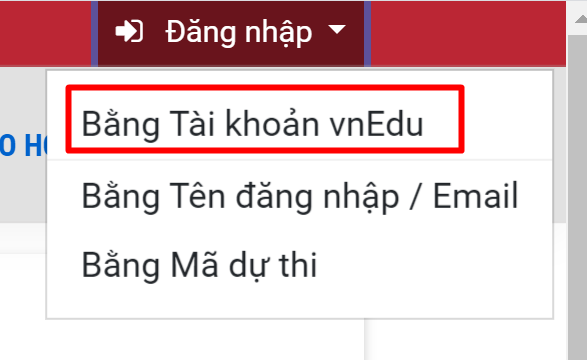 Đăng nhập
O H
Bằng Tài khoản vnEdu
Bằng Tên đăng nhập / Email
Bằng Mã dự thi